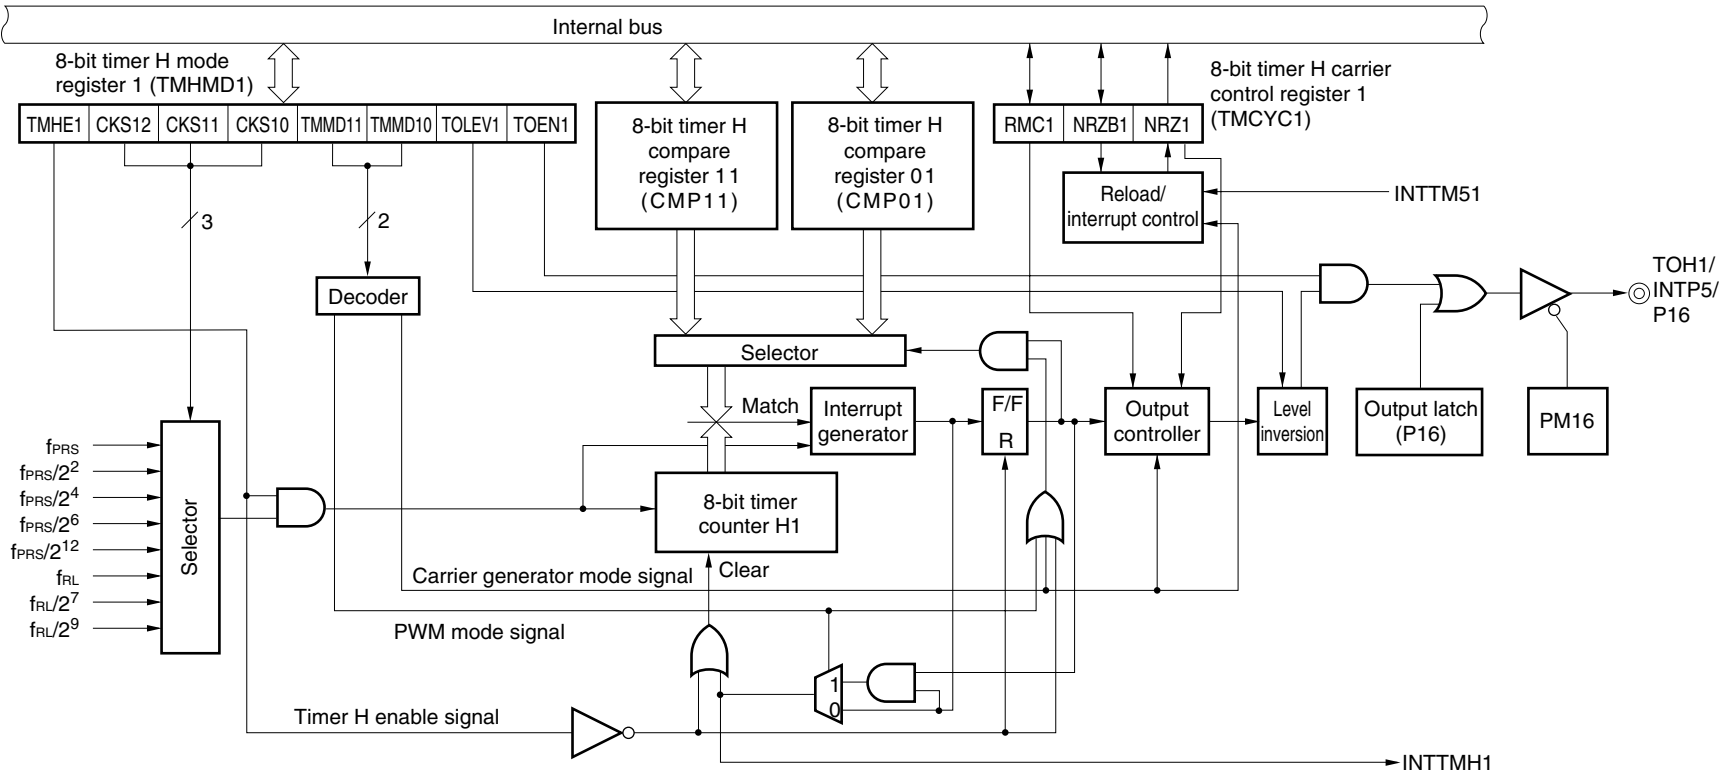 Internal bus
8-bit timer H mode
register 1 (TMHMD1)
8-bit timer H carrier
control register 1
(TMCYC1)
TMHE1 CKS12 CKS11 CKS10 TMMD11 TMMD10 TOLEV1 TOEN1
8-bit timer H
compare
register 11
(CMP11)
8-bit timer H
compare
register 01
(CMP01)
RMC1 NRZB1 NRZ1
Reload/
interrupt control
INTTM51
3
2
Decoder
TOH1/
INTP5/
P16
Selector
Match
Interrupt
generator
F/F
R
Output
controller
Level
inversion
Output latch
(P16)
PM16
fPRS
fPRS/2²
fPRS/2⁴
fPRS/2⁶
fPRS/2¹²
fRL
fRL/2⁷
fRL/2⁹
Selector
8-bit timer
counter H1
Carrier generator mode signal
Clear
PWM mode signal
1
0
Timer H enable signal
INTTMH1